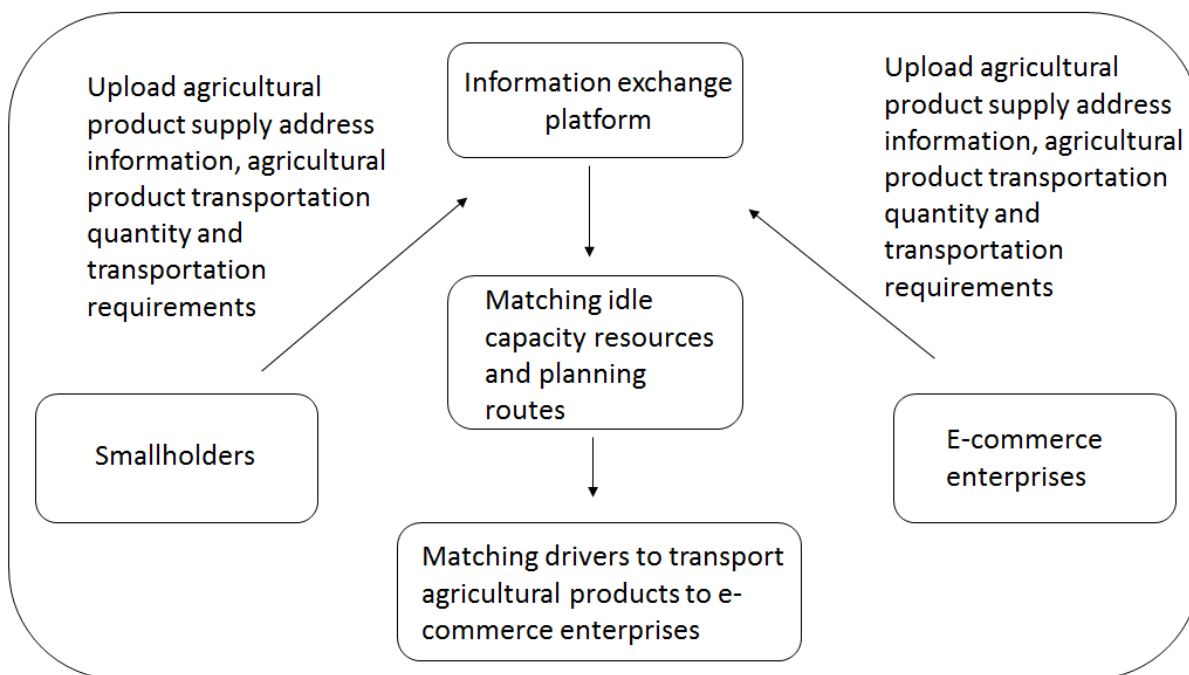 Upload agricultural
product supply address
information, agricultural
product transportation
quantity and
transportation
requirements
Information exchange
platform
Upload agricultural
product supply address
information, agricultural
product transportation
quantity and
transportation
requirements
Matching idle
capacity resources
and planning
routes
Smallholders
E-commerce
enterprises
Matching drivers to transport
agricultural products to e-
commerce enterprises